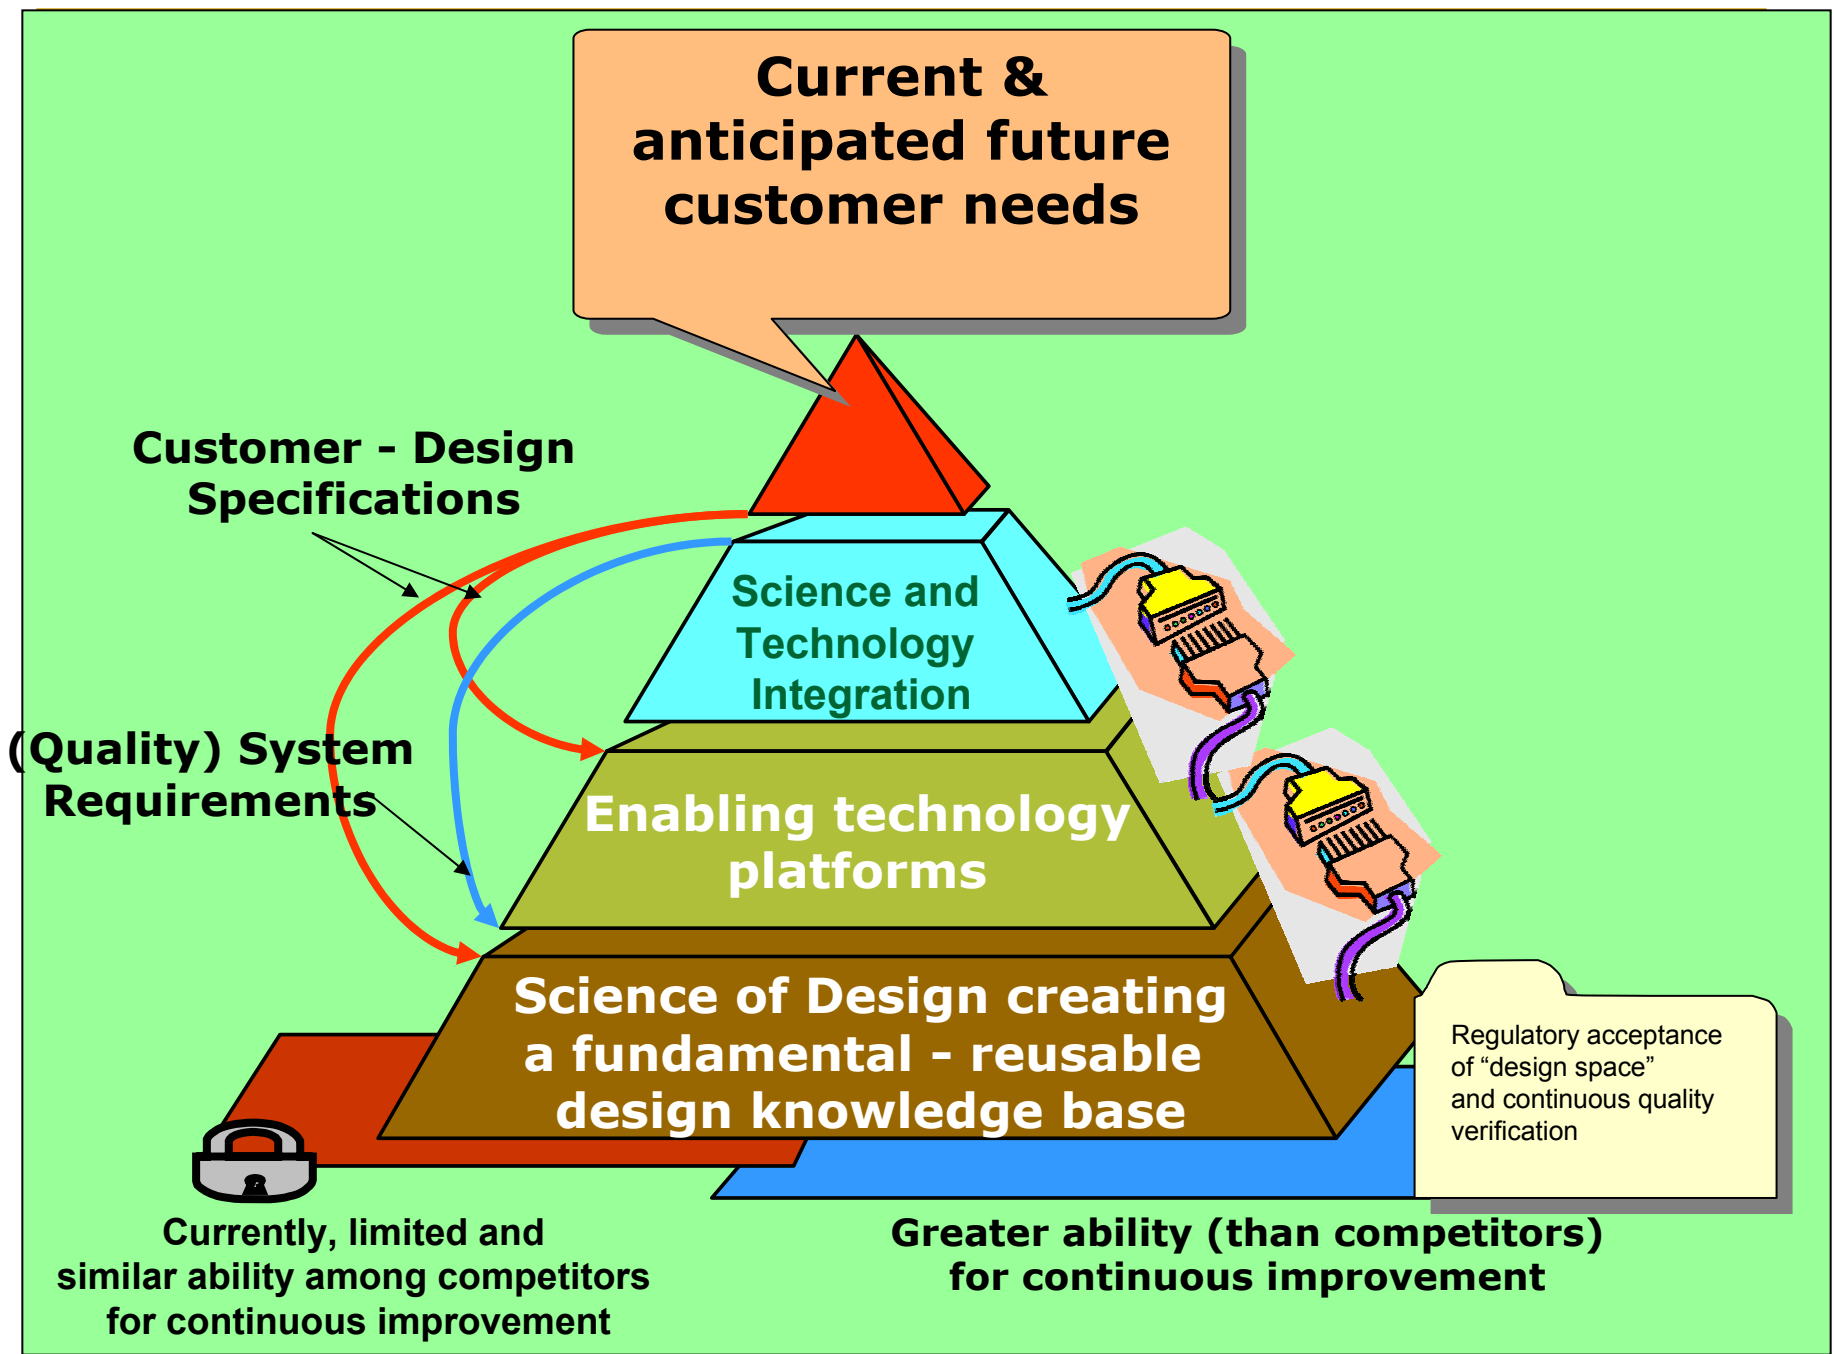 Current &
anticipated future
customer needs
Customer - Design
Specifications
Science and
Technology
Integration
(Quality) System
Requirements
Enabling technology
platforms
Science of Design creating
a fundamental - reusable
design knowledge base
Regulatory acceptance
of “design space”
and continuous quality
verification
Currently, limited and
similar ability among competitors
for continuous improvement
Greater ability (than competitors)
for continuous improvement